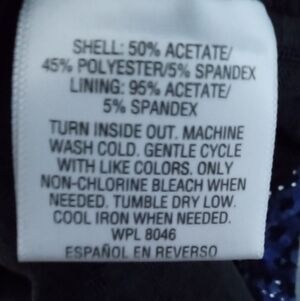 SHELL: 50% ACETATE/
45% POLYESTER/5% SPANDEX
LINING: 95% ACETATE/
5% SPANDEX
TURN INSIDE OUT. MACHINE
WASH COLD. GENTLE CYCLE
WITH LIKE COLORS. ONLY
NON-CHLORINE BLEACH WHEN
NEEDED. TUMBLE DRY LOW.
COOL IRON WHEN NEEDED.
WPL 8046
ESPAÑOL EN REVERSO